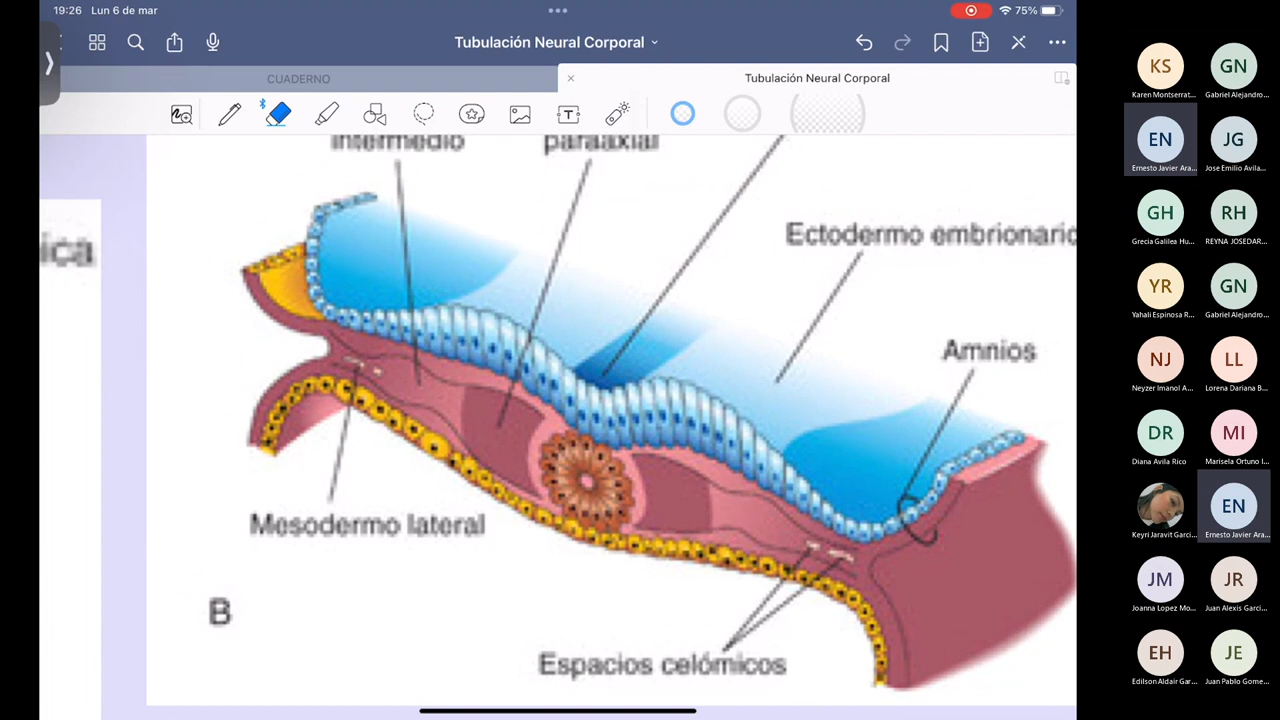 19:26 Lun 6 de mar
75%
Tubulación Neural Corporal
CUADERNO
Tubulación Neural Corporal
T
intermedio
paraaxial
ica
Ectodermo embrionario
Amnios
Mesodermo lateral
B
Espacios celómicos
KS
Karen Montserrat...
GN
Gabriel Alejandro...
EN
Ernesto Javier Ara...
JG
Jose Emilio Avila...
GH
Grecia Galilea Hu...
RH
REYNA JOSEDAR...
YR
Yahali Espinosa R...
GN
Gabriel Alejandro...
NJ
Neyzer Imanol A...
LL
Lorena Dariana B...
DR
Diana Avila Rico
MI
Marisela Ortuno I...
Keyri Jaravit Garci...
EN
Ernesto Javier Ara...
JM
Joanna Lopez Mo...
JR
Juan Alexis Garci...
EH
Edilson Aldair Gar...
JE
Juan Pablo Gome...